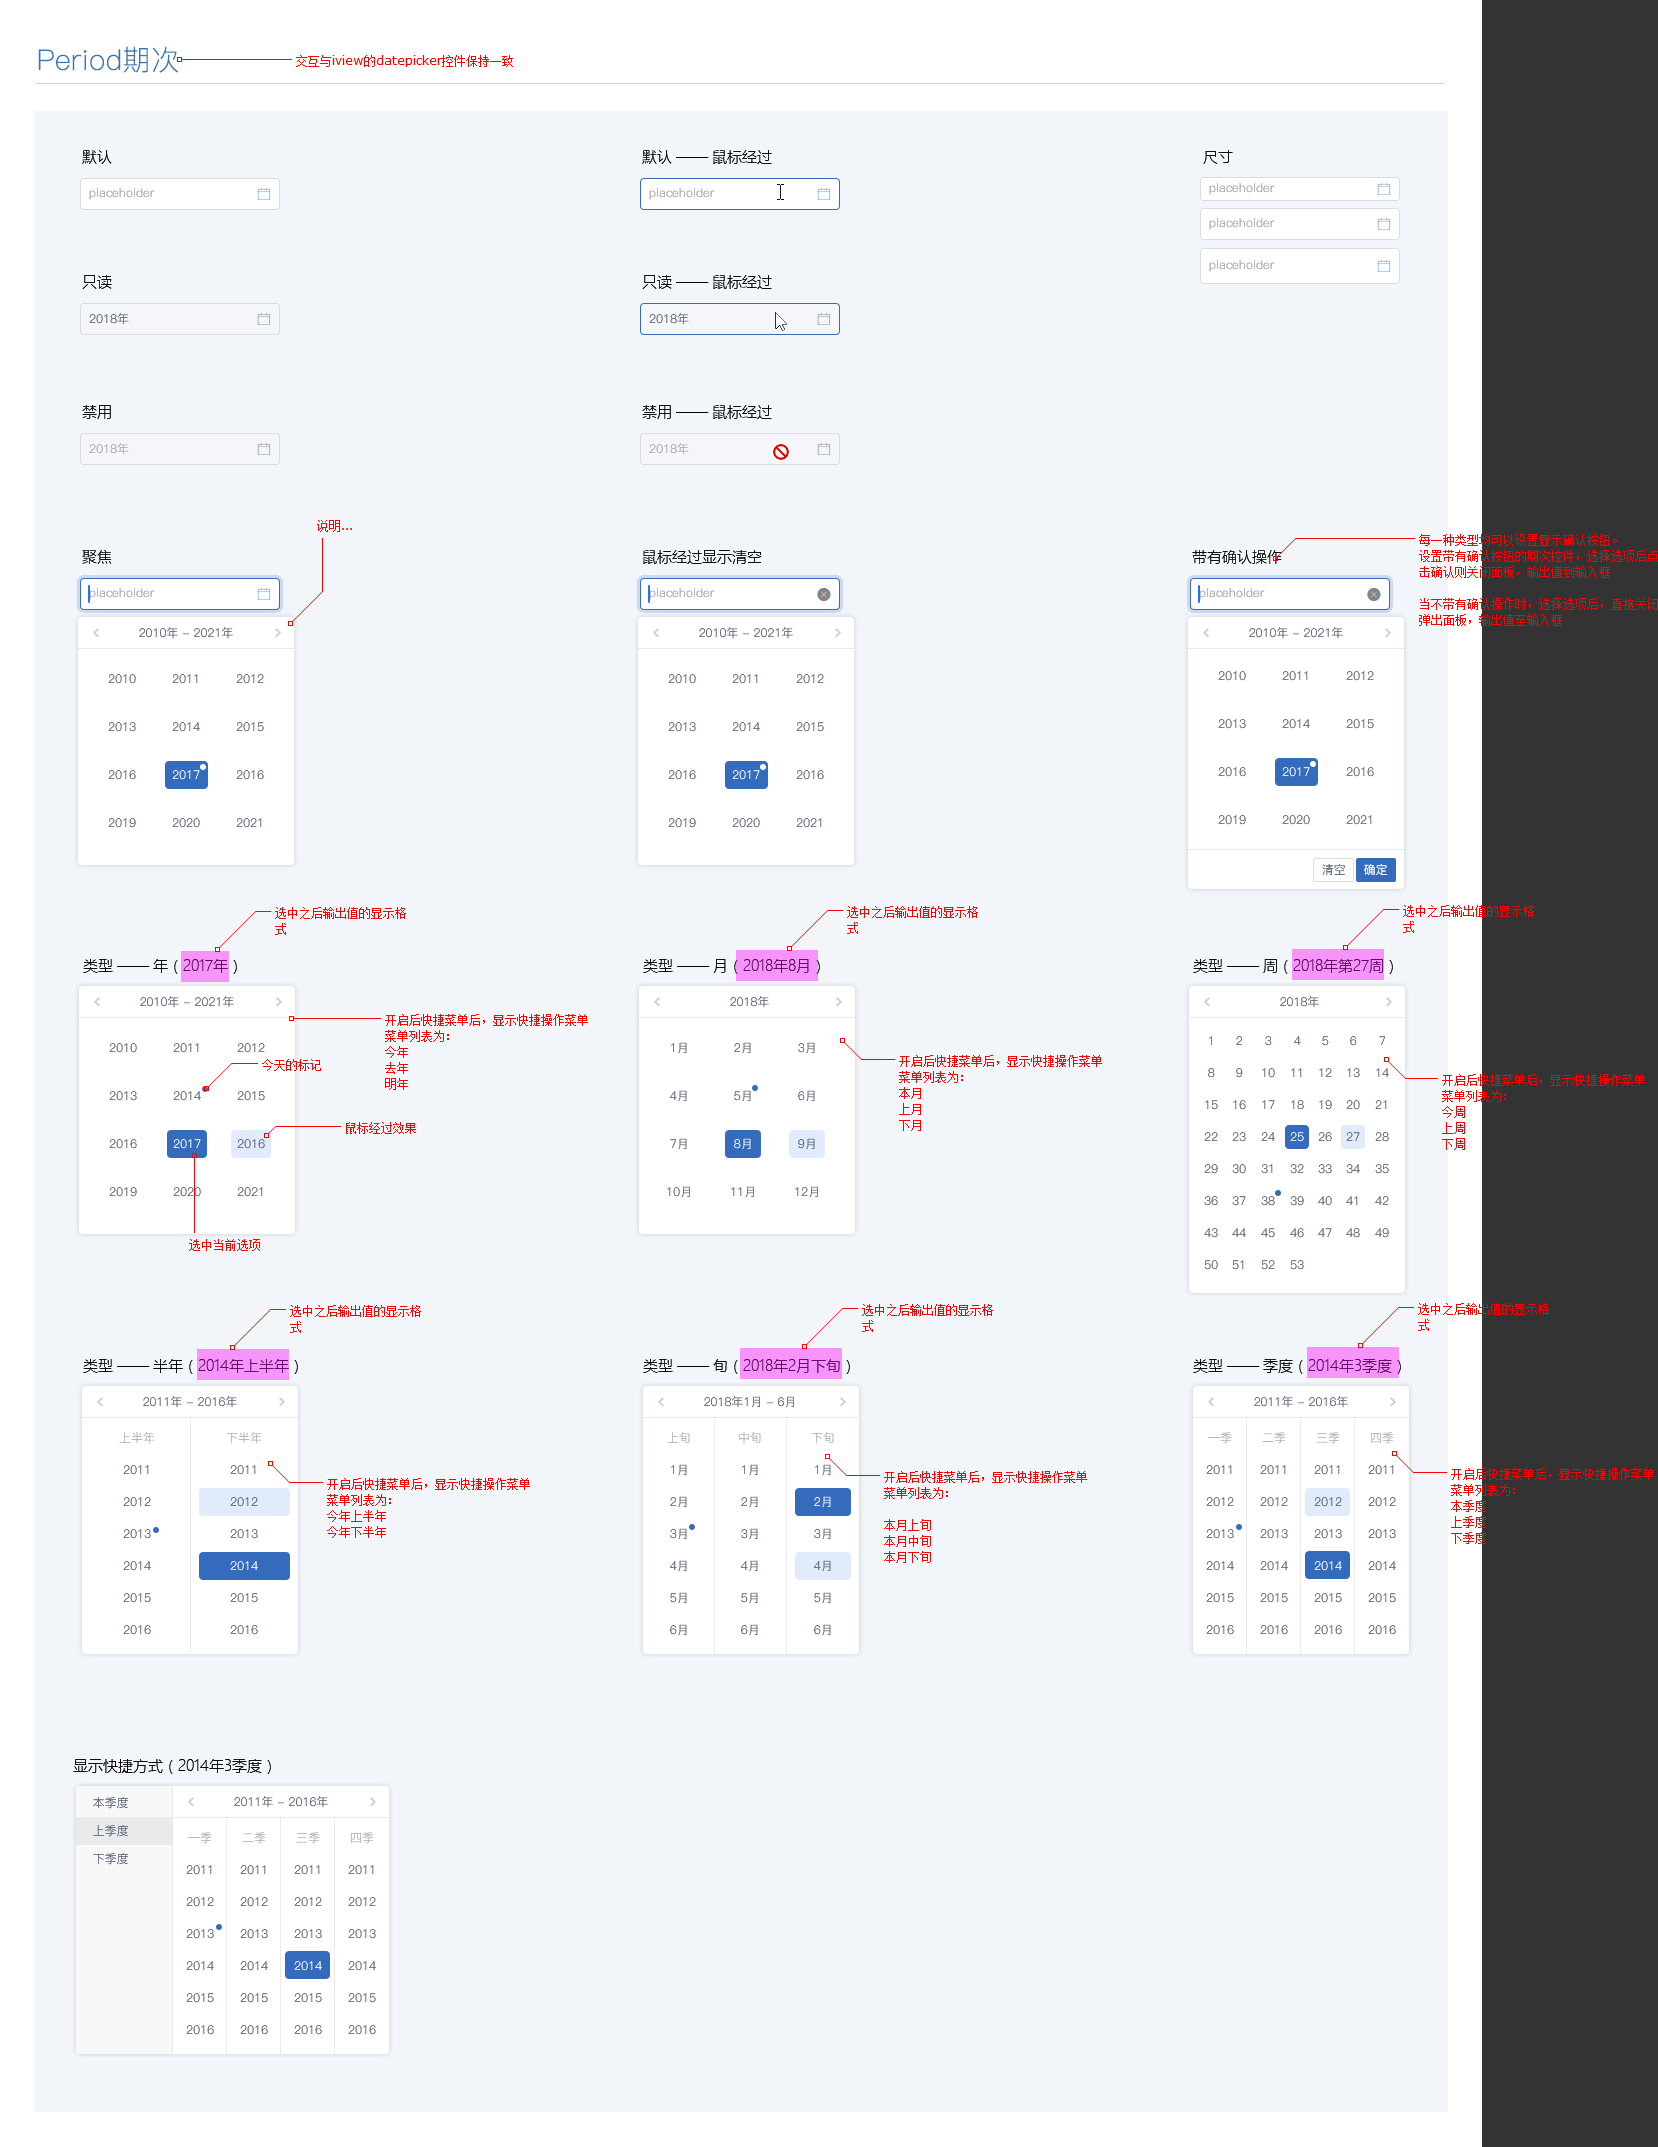 Period期次
交互与iview的datepicker控件保持一致
默认
placeholder
默认 —— 鼠标经过
placeholder
尺寸
placeholder
placeholder
placeholder
只读
2018年
只读 —— 鼠标经过
2018年
禁用
2018年
禁用 —— 鼠标经过
2018年
说明...
聚焦
placeholder
2010年 – 2021年
2010 2011 2012
2013 2014 2015
2016 2017 2016
2019 2020 2021
鼠标经过显示清空
placeholder
2010年 – 2021年
2010 2011 2012
2013 2014 2015
2016 2017 2016
2019 2020 2021
带有确认操作
每一种类型均可以设置显示确认按钮。
设置带有确认按钮的期次控件，选择选项后点
击确认则关闭面板，输出值到输入框
当不带有确认操作时，选择选项后，直接关闭
弹出面板，输出值至输入框
placeholder
2010年 – 2021年
2010 2011 2012
2013 2014 2015
2016 2017 2016
2019 2020 2021
清空 确定
选中之后输出值的显示格
式
类型 —— 年（2017年）
2010年 – 2021年
2010 2011 2012
2013 2014 2015
2016 2017 2016
2019 2020 2021
开启后快捷菜单后，显示快捷操作菜单
菜单列表为：
今年
去年
明年
今天的标记
鼠标经过效果
选中当前选项
选中之后输出值的显示格
式
类型 —— 月（2018年8月）
2018年
1月 2月 3月
4月 5月 6月
7月 8月 9月
10月 11月 12月
开启后快捷菜单后，显示快捷操作菜单
菜单列表为：
本月
上月
下月
选中之后输出值的显示格
式
类型 —— 周（2018年第27周）
2018年
1 2 3 4 5 6 7
8 9 10 11 12 13 14
15 16 17 18 19 20 21
22 23 24 25 26 27 28
29 30 31 32 33 34 35
36 37 38 39 40 41 42
43 44 45 46 47 48 49
50 51 52 53
开启后快捷菜单后，显示快捷操作菜单
菜单列表为：
今周
上周
下周
选中之后输出值的显示格
式
类型 —— 半年（2014年上半年）
2011年 – 2016年
上半年 下半年
2011 2011
2012 2012
2013 2013
2014 2014
2015 2015
2016 2016
开启后快捷菜单后，显示快捷操作菜单
菜单列表为：
今年上半年
今年下半年
选中之后输出值的显示格
式
类型 —— 旬（2018年2月下旬）
2018年1月 – 6月
上旬 中旬 下旬
1月 1月 1月
2月 2月 2月
3月 3月 3月
4月 4月 4月
5月 5月 5月
6月 6月 6月
开启后快捷菜单后，显示快捷操作菜单
菜单列表为：
本月上旬
本月中旬
本月下旬
选中之后输出值的显示格
式
类型 —— 季度（2014年3季度）
2011年 – 2016年
一季 二季 三季 四季
2011 2011 2011 2011
2012 2012 2012 2012
2013 2013 2013 2013
2014 2014 2014 2014
2015 2015 2015 2015
2016 2016 2016 2016
开启后快捷菜单后，显示快捷操作菜单
菜单列表为：
本季度
上季度
下季度
显示快捷方式（2014年3季度）
本季度
上季度
下季度
2011年 – 2016年
一季 二季 三季 四季
2011 2011 2011 2011
2012 2012 2012 2012
2013 2013 2013 2013
2014 2014 2014 2014
2015 2015 2015 2015
2016 2016 2016 2016